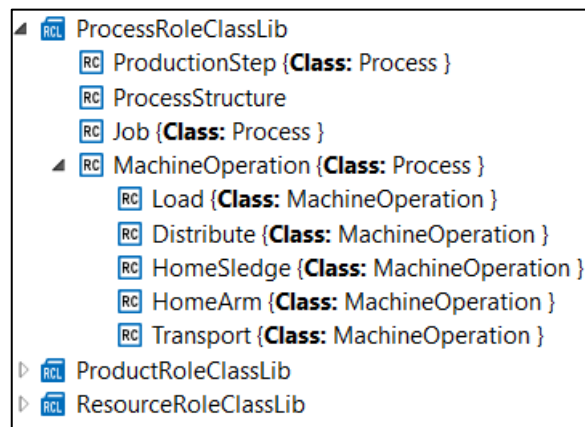 RCL ProcessRoleClassLib
RC ProductionStep {Class: Process }
RC ProcessStructure
RC Job {Class: Process }
RC MachineOperation {Class: Process }
RC Load {Class: MachineOperation }
RC Distribute {Class: MachineOperation }
RC HomeSledge {Class: MachineOperation }
RC HomeArm {Class: MachineOperation }
RC Transport {Class: MachineOperation }
RCL ProductRoleClassLib
RCL ResourceRoleClassLib